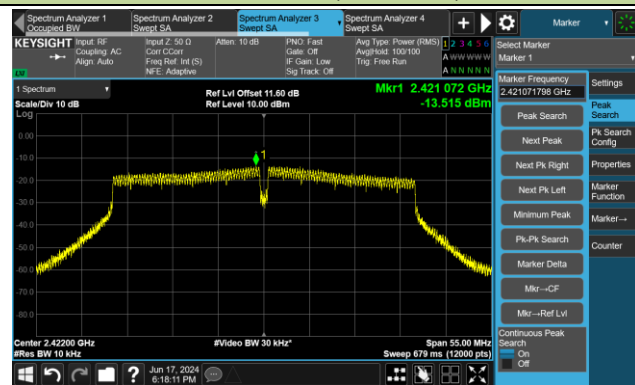 Spectrum Analyzer 1
Occupied BW
Spectrum Analyzer 2
Swept SA
Spectrum Analyzer 3
Swept SA
Spectrum Analyzer 4
Swept SA
Marker
KEYSIGHT
Input: RF
Coupling: AC
Align: Auto
Input Z: 50 Ω
Corr CCorr
Freq Ref: Int (S)
NFE: Adaptive
Atten: 10 dB
PNO: Fast
Gate: Off
IF Gain: Low
Sig Track: Off
Avg Type: Power (RMS)
Avg|Hold: 100/100
Trig: Free Run
1 2 3 4 5 6
A W W W W W
A N N N N N
LW
1 Spectrum
Scale/Div 10 dB
Ref Lvl Offset 11.60 dB
Ref Level 10.00 dBm
Mkr1 2.421 072 GHz
-13.515 dBm
Log
0.00
-10.0
-20.0
-30.0
-40.0
-50.0
-60.0
-70.0
-80.0
1
Center 2.42200 GHz
#Res BW 10 kHz
#Video BW 30 kHz*
Span 55.00 MHz
Sweep 679 ms (12000 pts)
Select Marker
Marker 1
Marker Frequency
2.421071798 GHz
Peak Search
Next Peak
Next Pk Right
Next Pk Left
Minimum Peak
Pk-Pk Search
Marker Delta
Mkr→CF
Mkr→Ref Lvl
Continuous Peak
Search
On
Off
Settings
Peak
Search
Pk Search
Config
Properties
Marker
Function
Marker→
Counter
Jun 17, 2024
6:18:11 PM